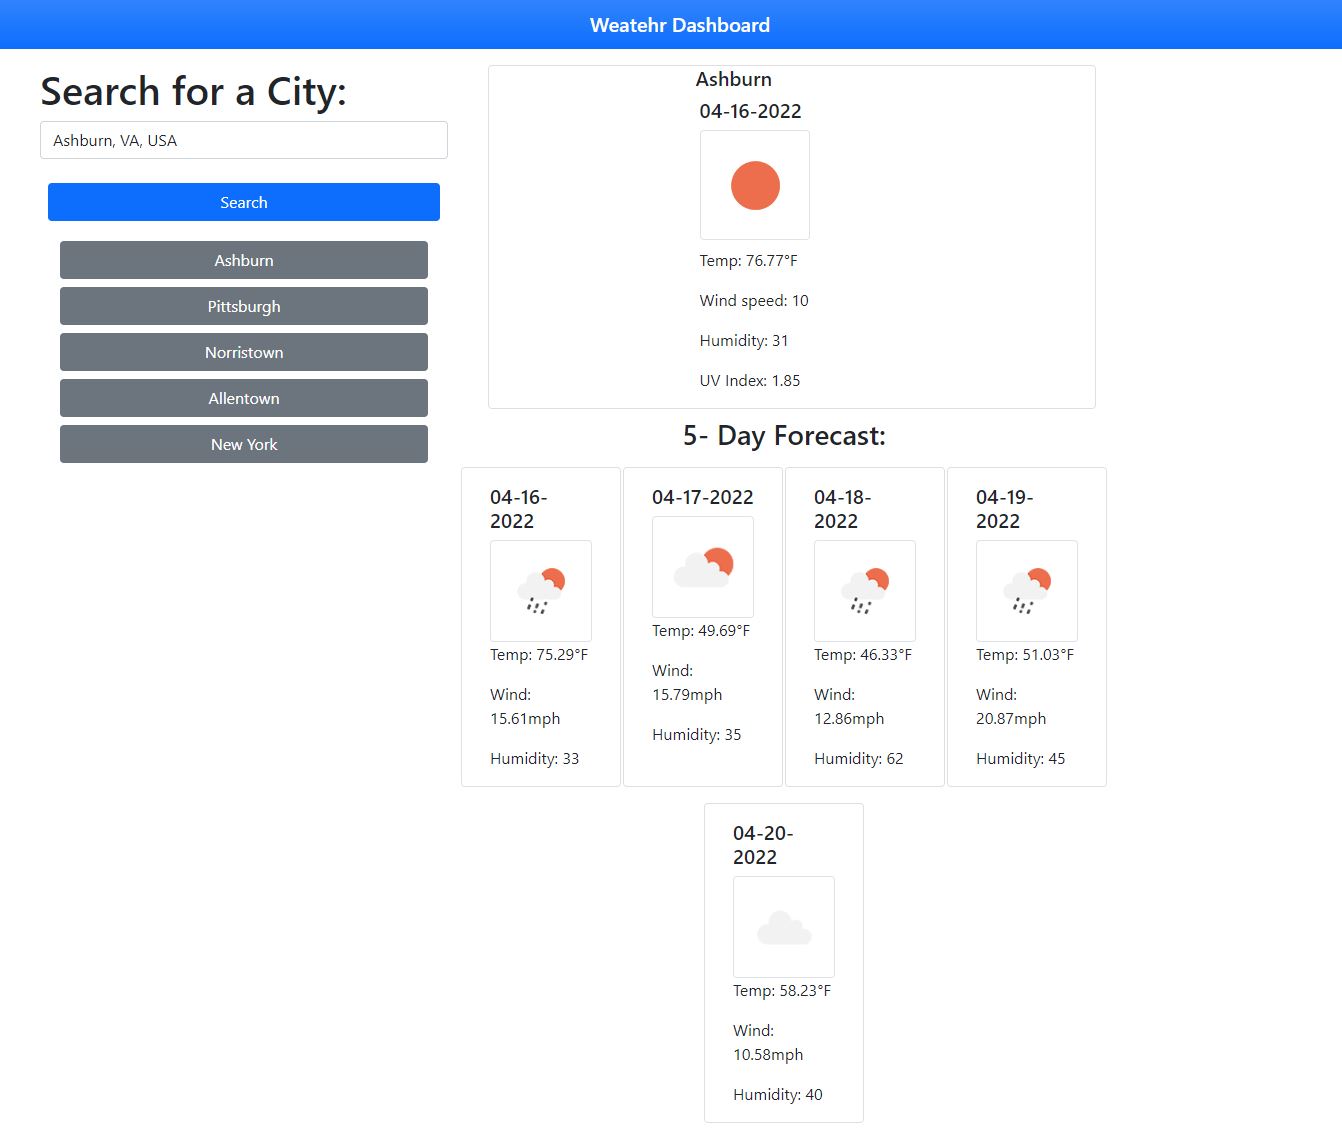 Weatehr Dashboard
Search for a City:
Ashburn, VA, USA
Search
Ashburn
Pittsburgh
Norristown
Allentown
New York
Ashburn
04-16-2022
Temp: 76.77°F
Wind speed: 10
Humidity: 31
UV Index: 1.85
5- Day Forecast:
04-16-
2022
Temp: 75.29°F
Wind:
15.61mph
Humidity: 33
04-17-2022
Temp: 49.69°F
Wind:
15.79mph
Humidity: 35
04-18-
2022
Temp: 46.33°F
Wind:
12.86mph
Humidity: 62
04-19-
2022
Temp: 51.03°F
Wind:
20.87mph
Humidity: 45
04-20-
2022
Temp: 58.23°F
Wind:
10.58mph
Humidity: 40